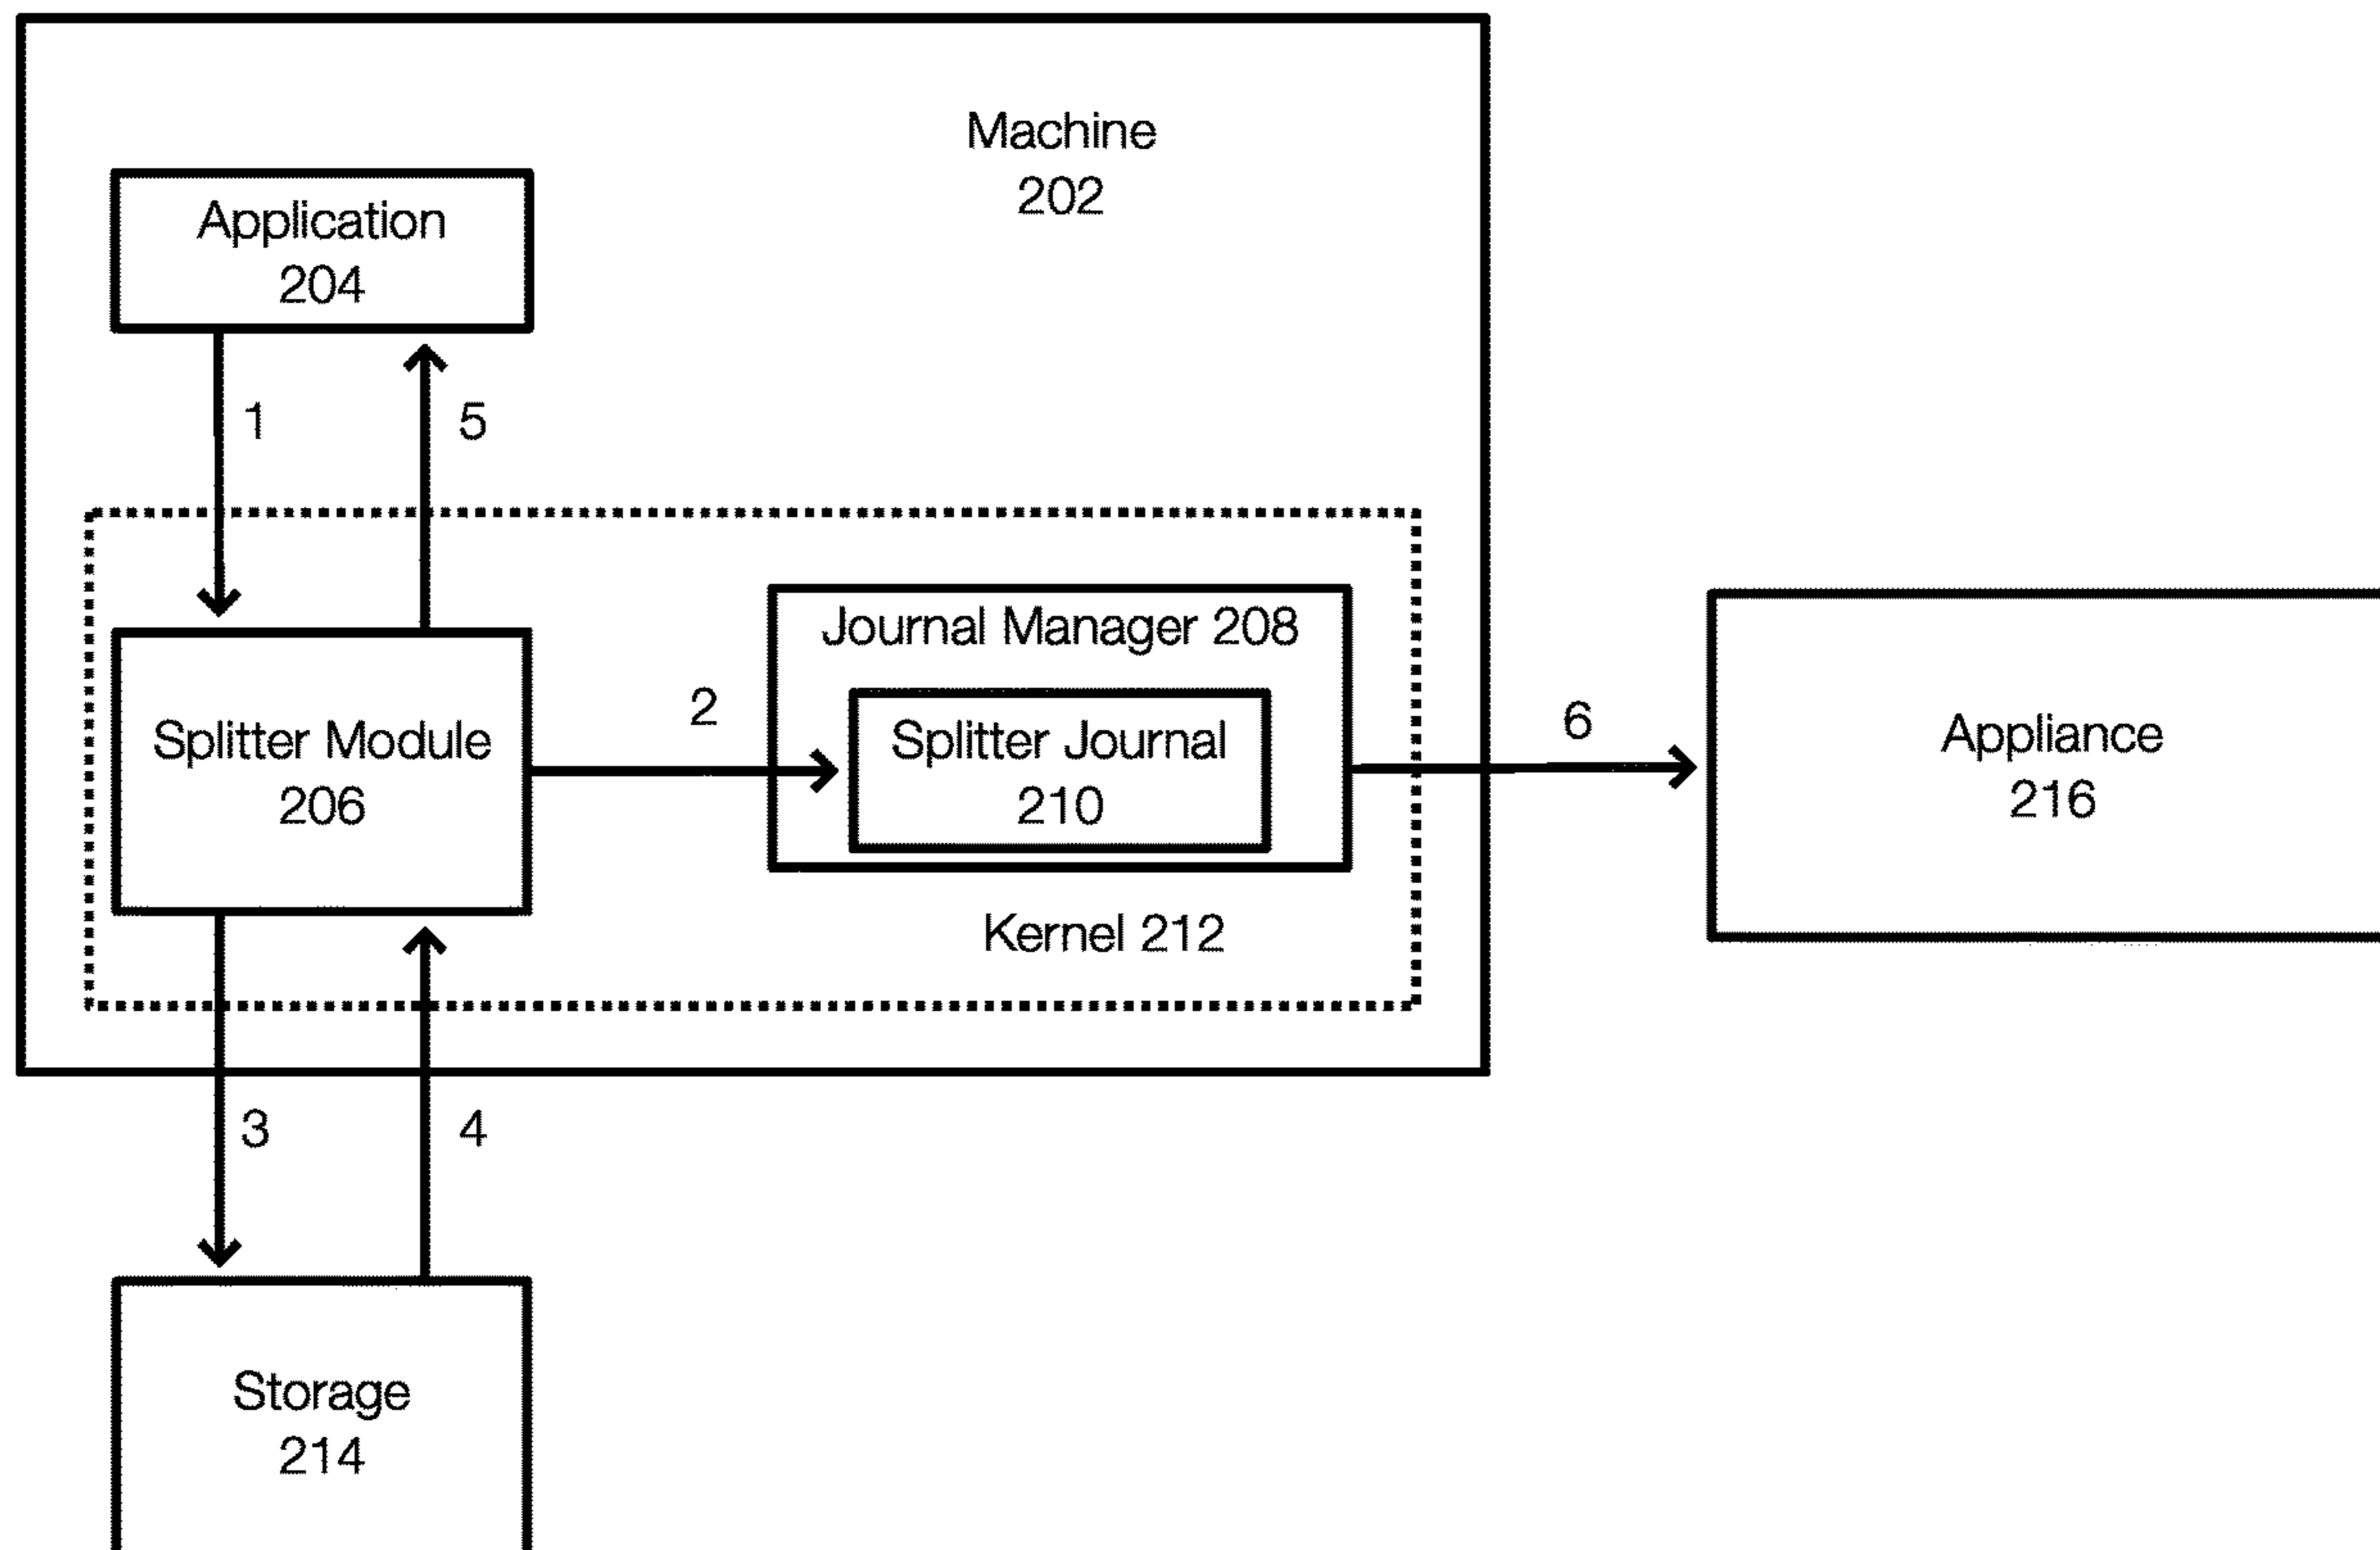 Machine
202
Application
204
1
5
Journal Manager 208
Splitter Module
206
2
Splitter Journal
210
6
Appliance
216
Kernel 212
3
4
Storage
214